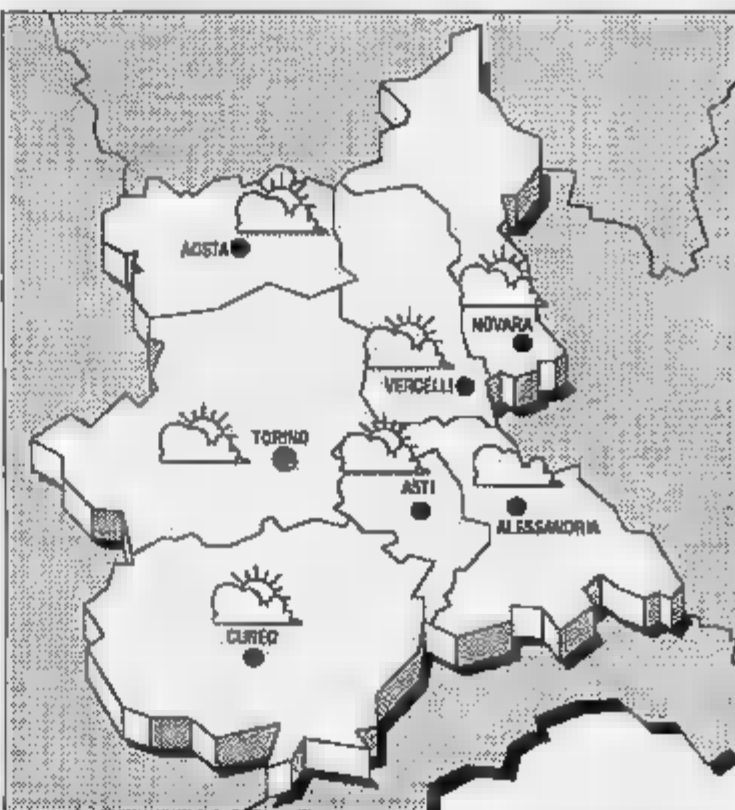 AOSTA
NOVARA
VERCELLI
TORINO
ASTI
ALESSANDRIA
CUNEO